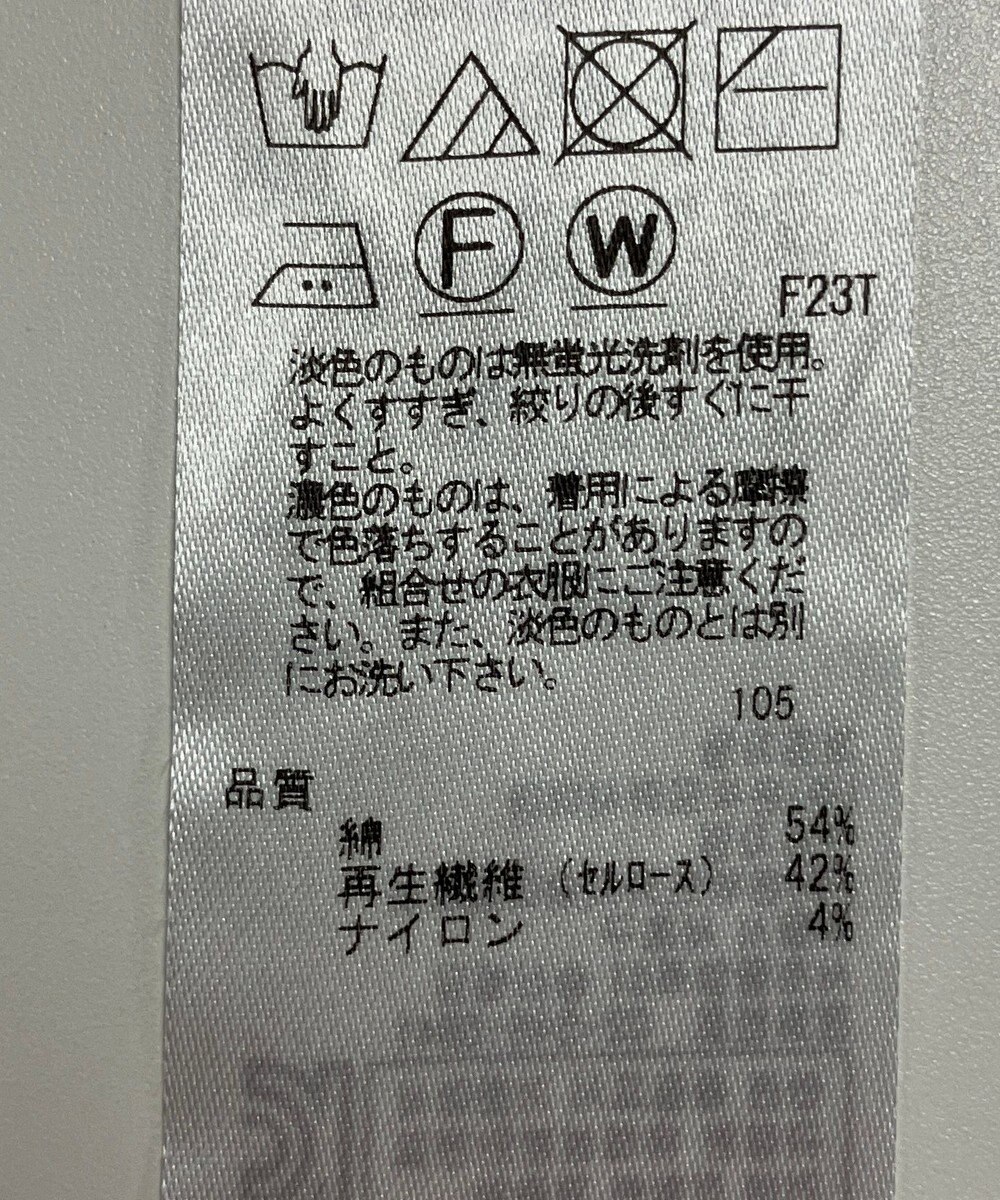 F
W
F23T
淡色のものは無蛍光洗剤を使用。
よくすすぎ、絞りの後すぐに干
すこと。
濃色のものは、着用による摩擦
で色落ちすることがありますの
で、組合せの衣服にご注意くだ
さい。また、淡色のものとは別
にお洗い下さい。
105
品質
綿 54%
再生繊維（セルロース） 42%
ナイロン 4%